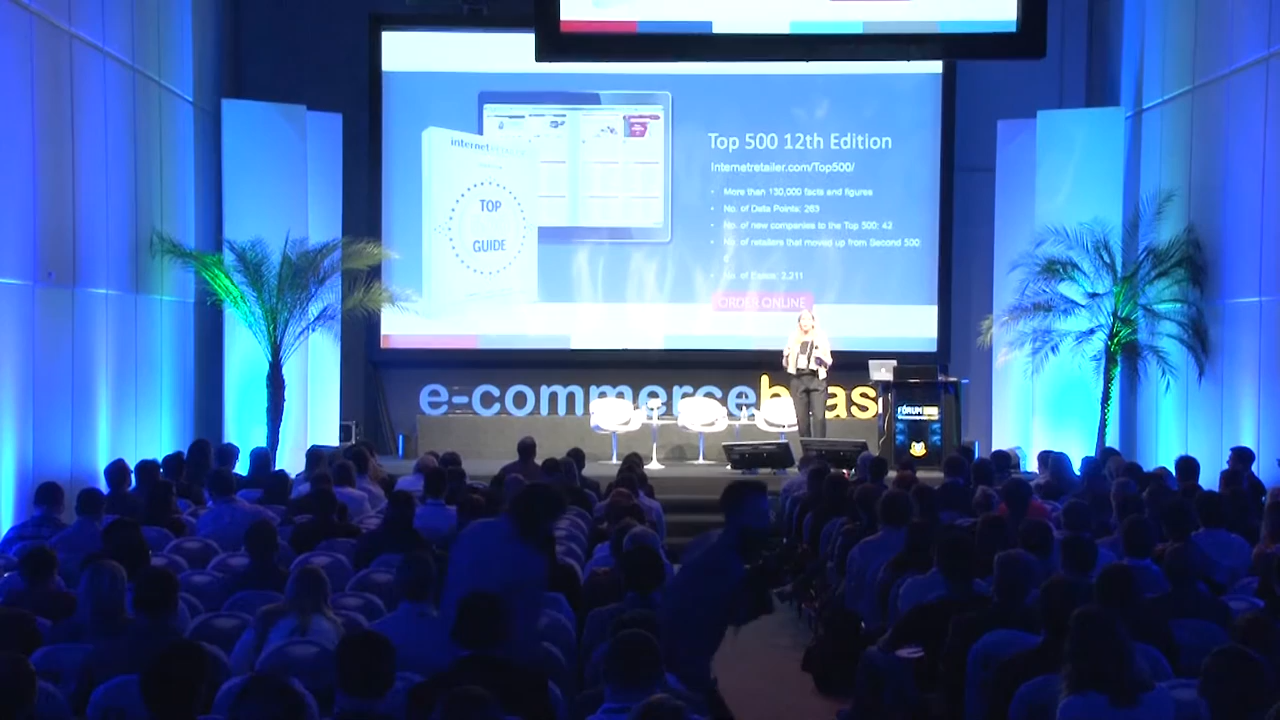 Top 500 12th Edition
Internetretailer.com/Top500/
• More than 130,000 facts and figures
• No. of Data Points: 263
• No. of new companies to the Top 500: 42
• No. of retailers that moved up from Second 500
• No. of Essos: 2,211
ORDER ONLINE
internet
TOP
GUIDE
e-commerce
FÓRUM